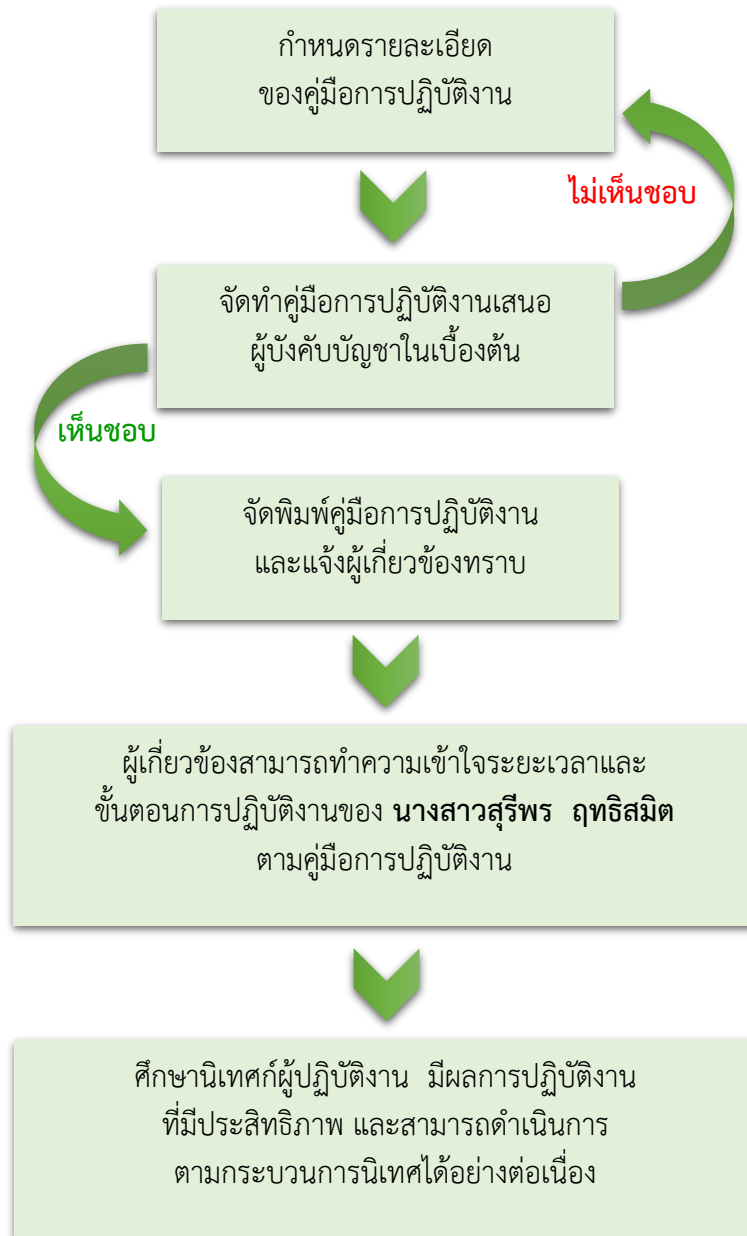 กำหนดรายละเอียด
ของคู่มือการปฏิบัติงาน
ไม่เห็นชอบ
จัดทำคู่มือการปฏิบัติงานเสนอ
ผู้บังคับบัญชาในเบื้องต้น
เห็นชอบ
จัดพิมพ์คู่มือการปฏิบัติงาน
และแจ้งผู้เกี่ยวข้องทราบ
ผู้เกี่ยวข้องสามารถทำความเข้าใจระยะเวลาและ
ขั้นตอนการปฏิบัติงานของ นางสาวสุรีพร ฤทธิสมิต
ตามคู่มือการปฏิบัติงาน
ศึกษานิเทศก์ผู้ปฏิบัติงาน มีผลการปฏิบัติงาน
ที่มีประสิทธิภาพ และสามารถดำเนินการ
ตามกระบวนการนิเทศได้อย่างต่อเนื่อง